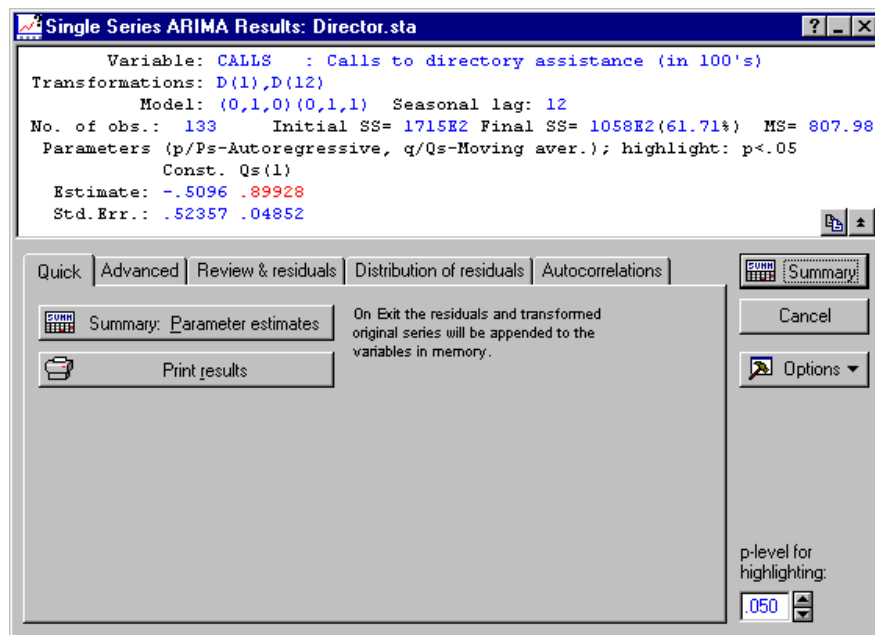 Single Series ARIMA Results: Director.sta
Variable: CALLS : Calls to directory assistance (in 100's)
Transformations: D(1),D(12)
Model: (0,1,0)(0,1,1) Seasonal lag: 12
No. of obs.: 133 Initial SS= 1715E2 Final SS= 1058E2(61.71%) MS= 807.98
Parameters (p/Ps-Autoregressive, q/Qs-Moving aver.); highlight: p<.05
Const. Qs(1)
Estimate: -.5096 .89928
Std.Err.: .52357 .04852
Quick Advanced Review & residuals Distribution of residuals Autocorrelations
SUMM Summary: Parameter estimates
Print results
On Exit the residuals and transformed
original series will be appended to the
variables in memory.
SUMM Summary
Cancel
Options
p-level for
highlighting:
.050